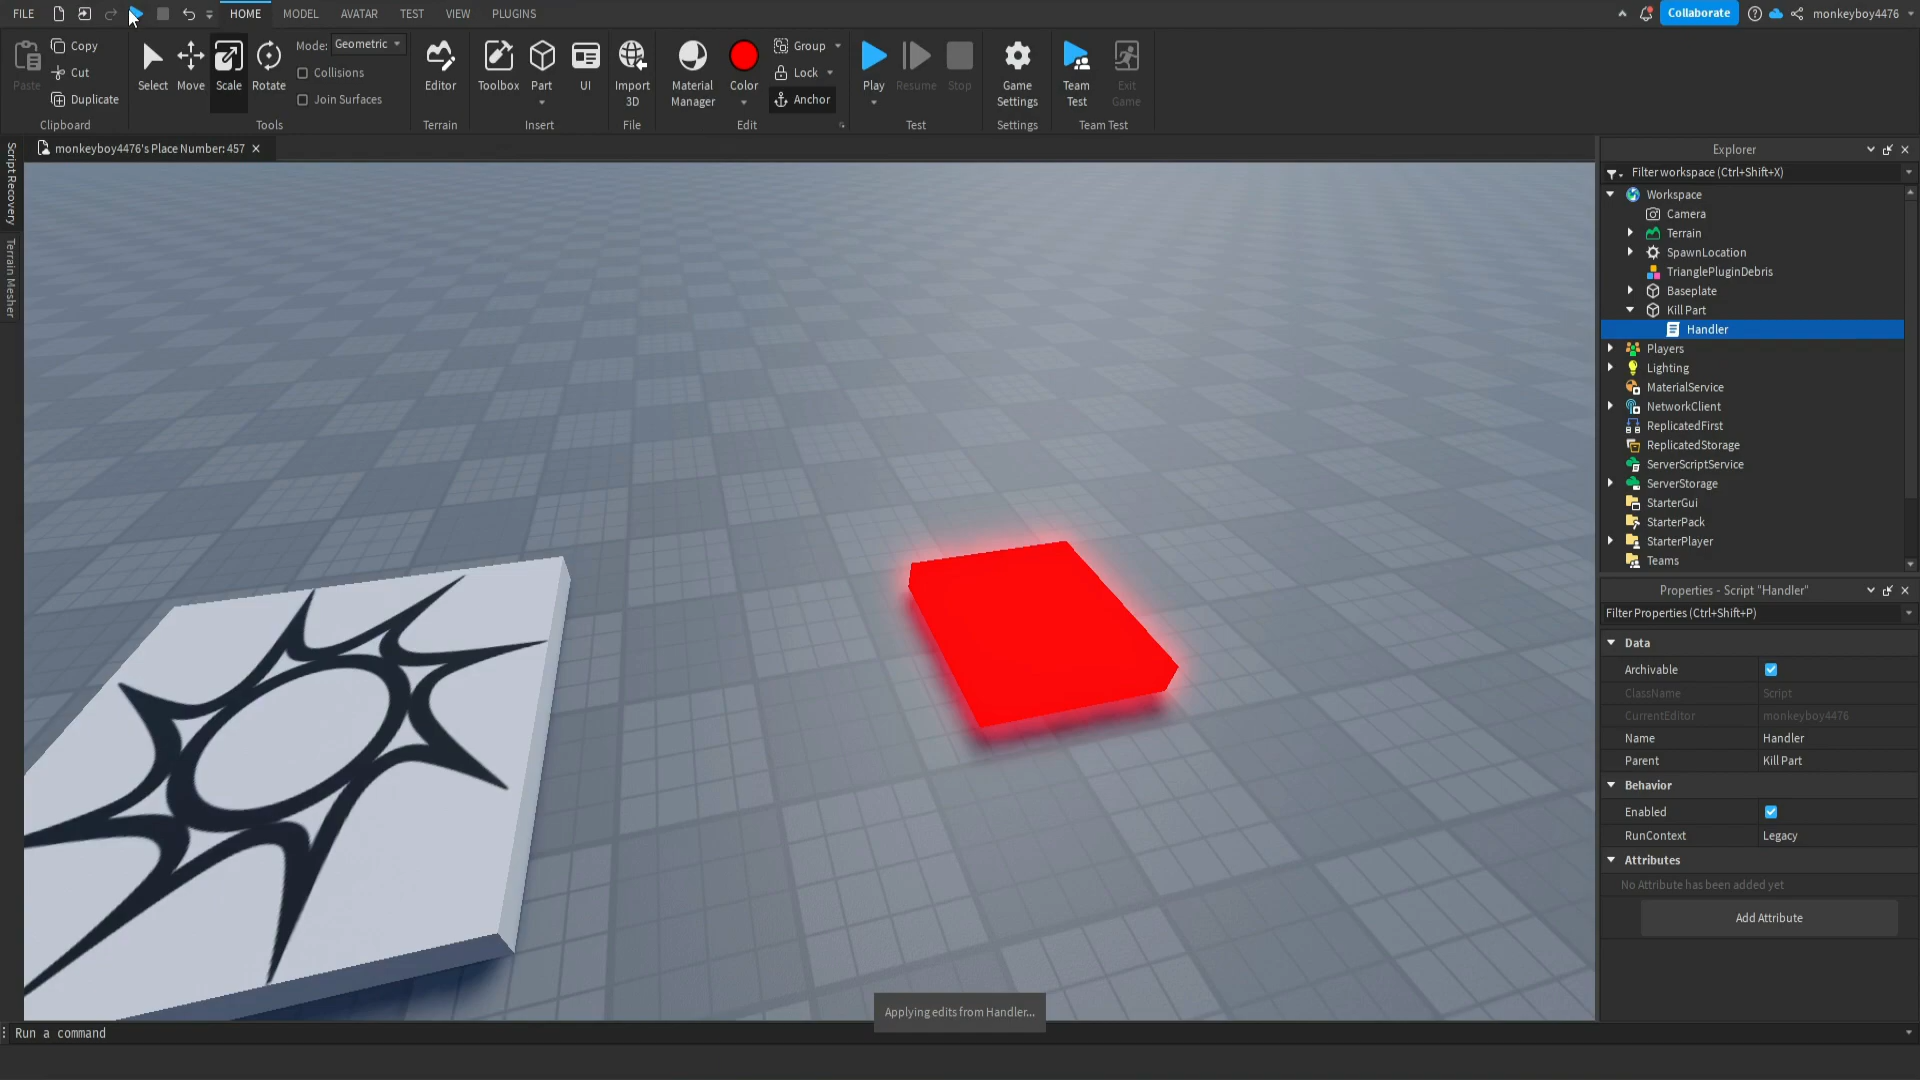 FILE HOME MODEL AVATAR TEST VIEW PLUGINS Collaborate monkeyboy4476
Paste Copy Cut Duplicate
Clipboard
Select Move Scale Rotate
Mode: Geometric
Collisions
Join Surfaces
Tools
Editor
Terrain
Toolbox Part UI
Insert
Import 3D
File
Material Manager Color
Group
Lock
Anchor
Edit
Play Resume Stop
Test
Game Settings
Settings
Team Test Exit Game
Team Test
Script Recovery
Terrain Mesher
monkeyboy4476's Place Number: 457
Applying edits from Handler...
Run a command
Explorer
Filter workspace (Ctrl+Shift+X)
Workspace
Camera
Terrain
SpawnLocation
TrianglePluginDebris
Baseplate
Kill Part
Handler
Players
Lighting
MaterialService
NetworkClient
ReplicatedFirst
ReplicatedStorage
ServerScriptService
ServerStorage
StarterGui
StarterPack
StarterPlayer
Teams
Properties - Script "Handler"
Filter Properties (Ctrl+Shift+P)
Data
Archivable
ClassName Script
CurrentEditor monkeyboy4476
Name Handler
Parent Kill Part
Behavior
Enabled
RunContext Legacy
Attributes
No Attribute has been added yet
Add Attribute